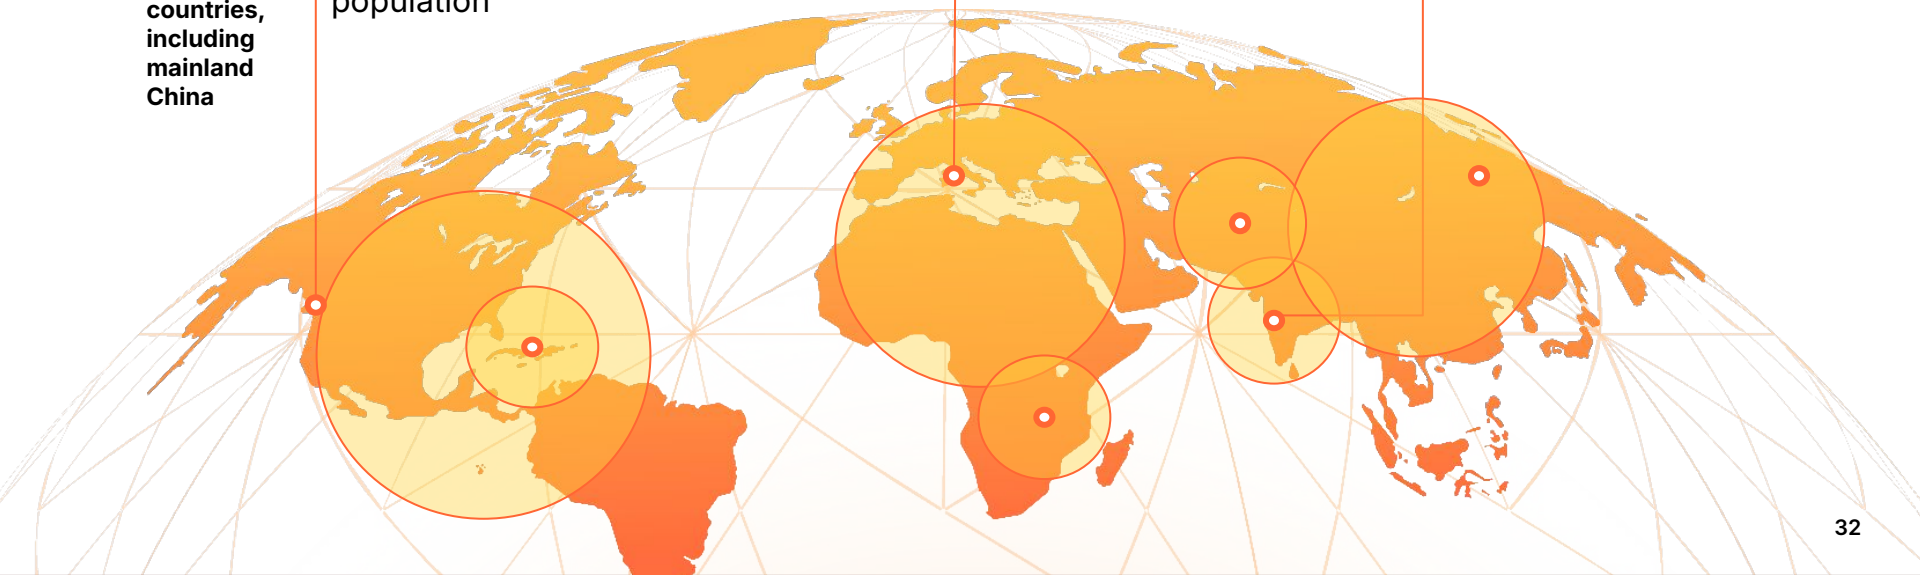 countries,
including
mainland
China
population
32